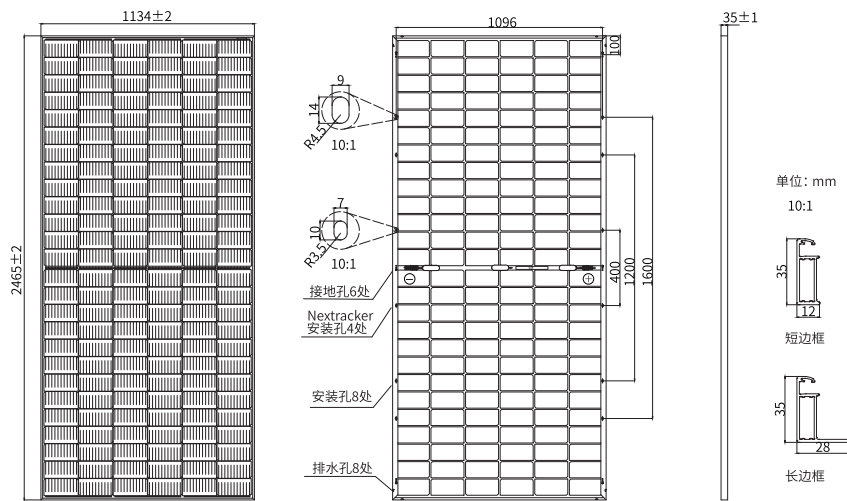 1134±2
2465±2
1096
100
9
14
R4.5
10:1
7
10
R3.5
10:1
400
1200
1600
接地孔6处
Nextracker
安装孔4处
安装孔8处
排水孔8处
35±1
单位：mm
10:1
35
12
短边框
35
28
长边框